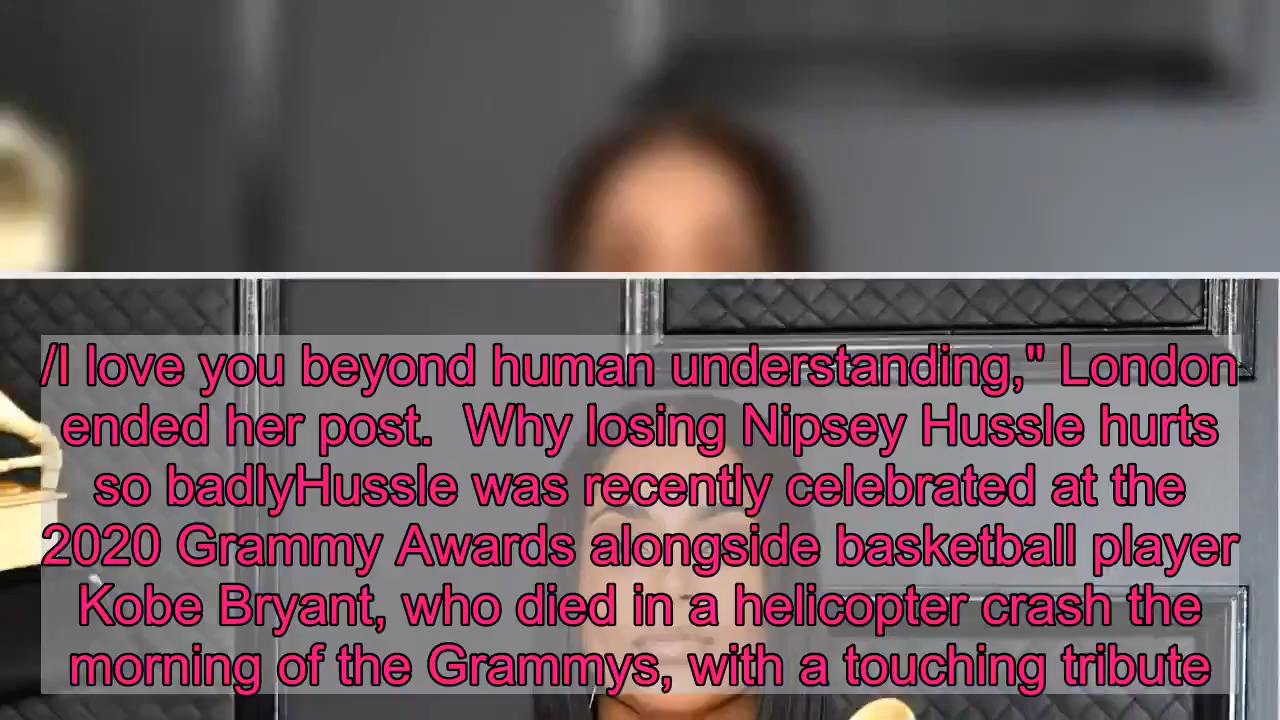 /I love you beyond human understanding," London
ended her post.  Why losing Nipsey Hussle hurts
so badlyHussle was recently celebrated at the
2020 Grammy Awards alongside basketball player
Kobe Bryant, who died in a helicopter crash the
morning of the Grammys, with a touching tribute